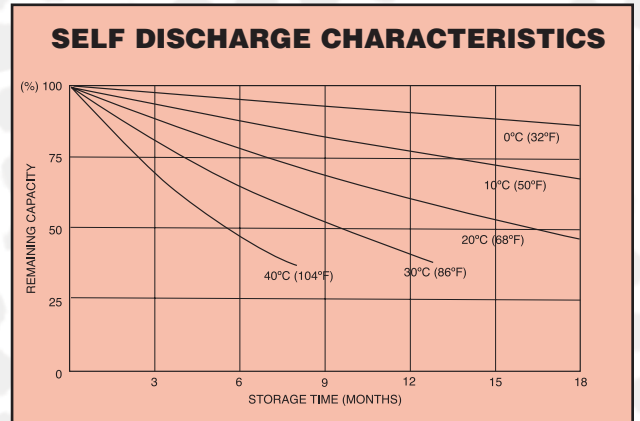 SELF DISCHARGE CHARACTERISTICS
(%) 100
75
50
25
0
REMAINING CAPACITY
0°C (32°F)
10°C (50°F)
20°C (68°F)
30°C (86°F)
40°C (104°F)
3 6 9 12 15 18
STORAGE TIME (MONTHS)